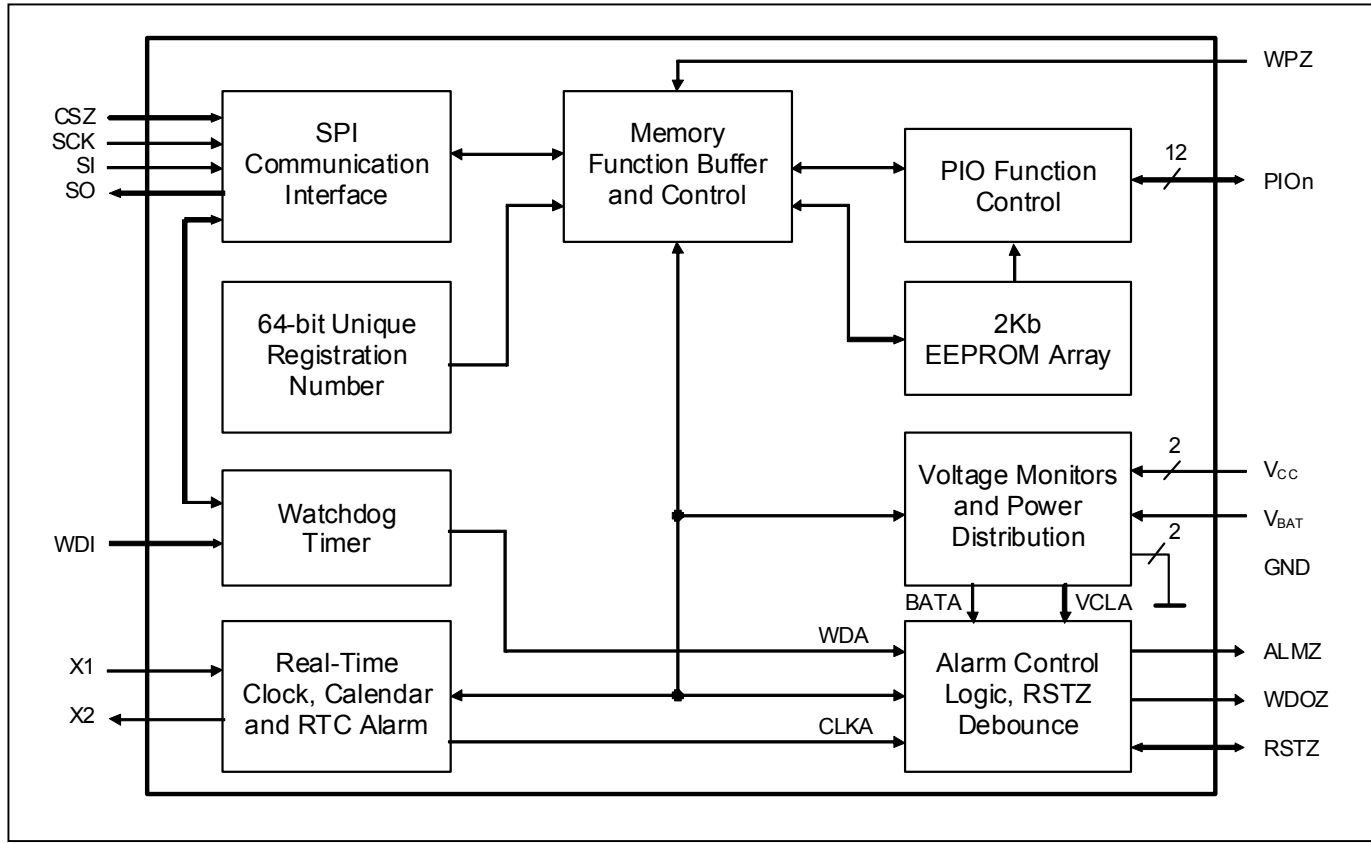 WPZ
CSZ
SCK
SI
SO
SPI
Communication
Interface
Memory
Function Buffer
and Control
PIO Function
Control
12
PIOn
64-bit Unique
Registration
Number
2Kb
EEPROM Array
Watchdog
Timer
WDI
Voltage Monitors
and Power
Distribution
2
VCC
VBAT
2
GND
BATA
VCLA
X1
X2
Real-Time
Clock, Calendar
and RTC Alarm
WDA
CLKA
Alarm Control
Logic, RSTZ
Debounce
ALMZ
WDOZ
RSTZ